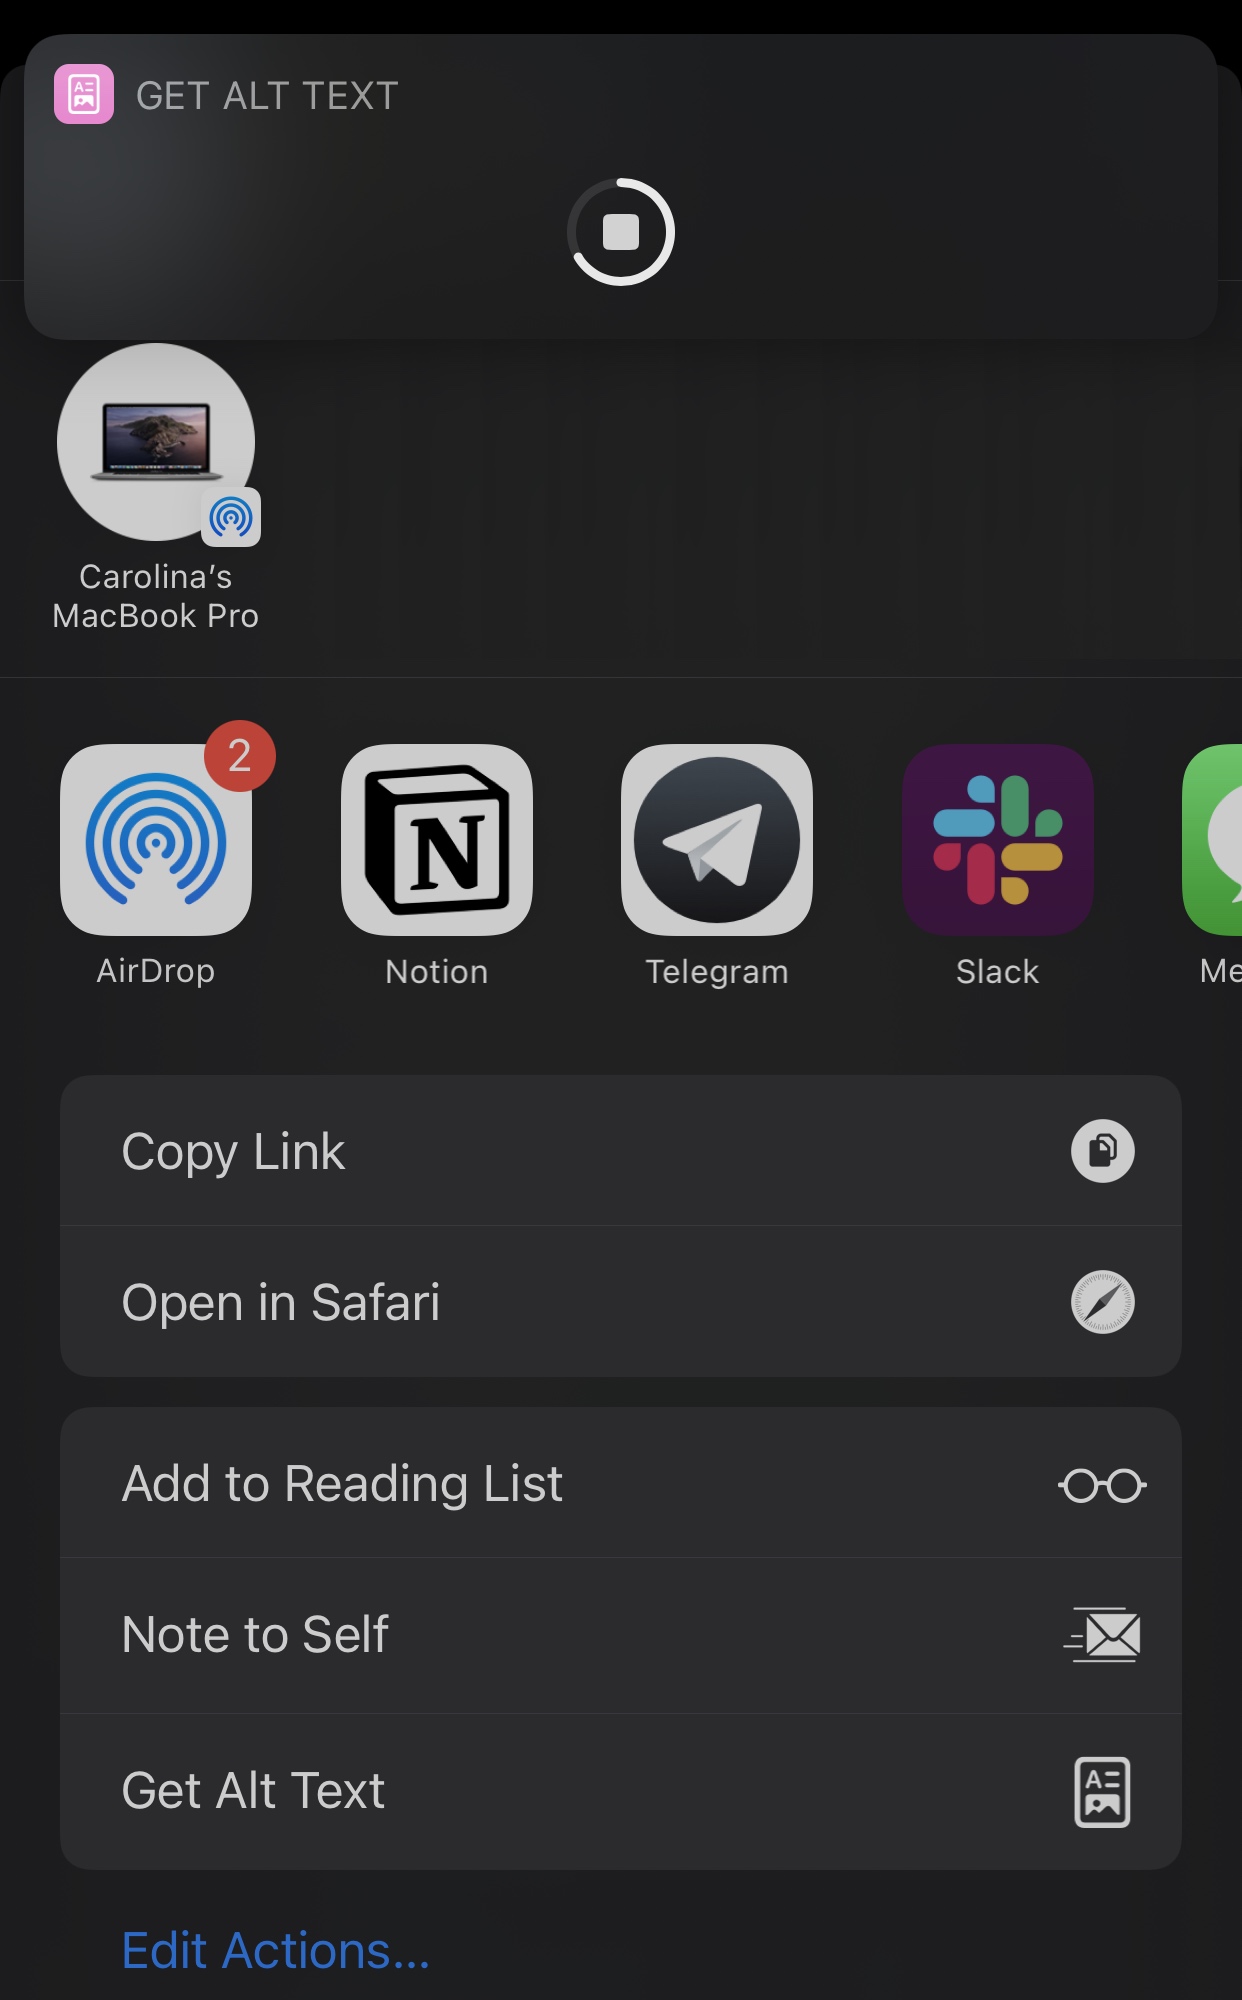 GET ALT TEXT
Carolina’s
MacBook Pro
2
N
AirDrop
Notion
Telegram
Slack
Me
Copy Link
Open in Safari
Add to Reading List
Note to Self
A
Get Alt Text
Edit Actions...